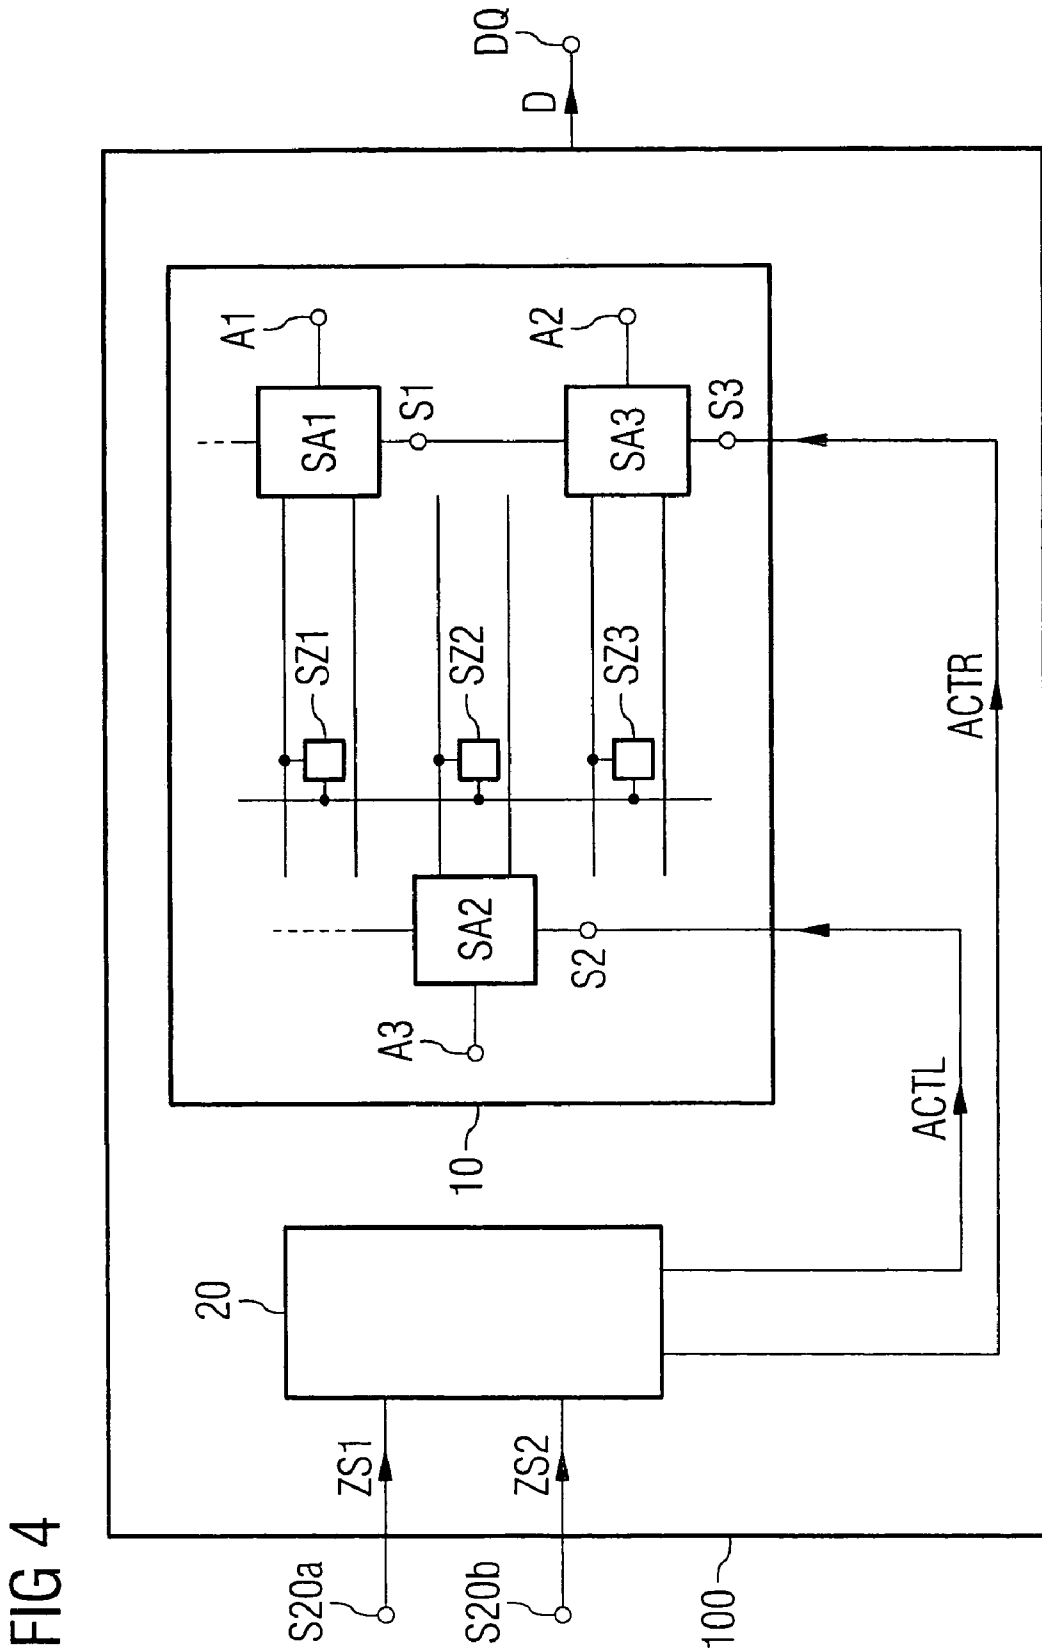 FIG 4
S20a
ZS1
S20b
ZS2
20
100
10
A3
SA2
S2
ACTL
ACTR
SZ1
SZ2
SZ3
SA1
S1
SA3
S3
A1
A2
D
DQ